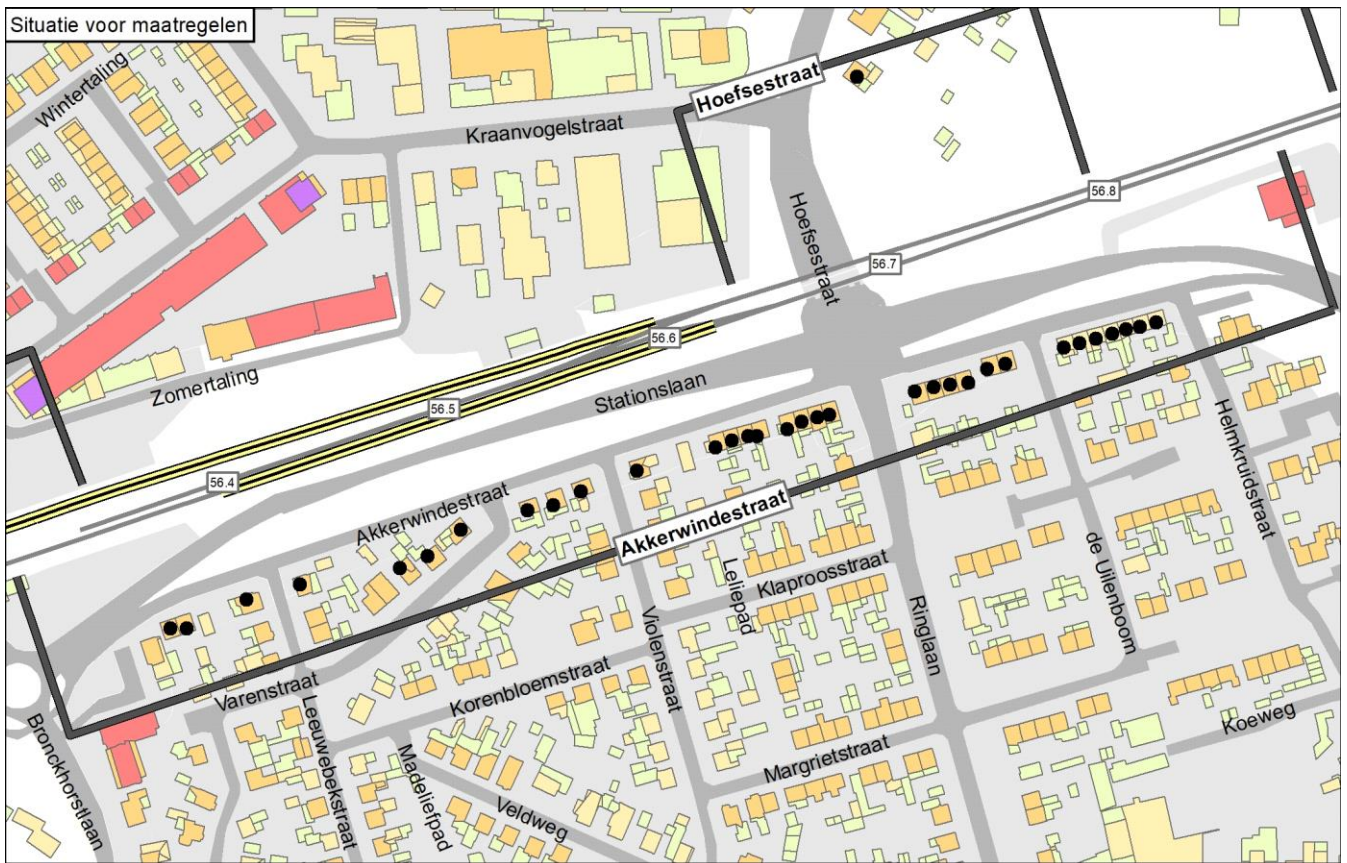 Situatie voor maatregelen
Wintertaling
Hoefsestraat
Kraanvogelstraat
56.8
Hoefsestraat
56.7
56.6
Zomertaling
Stationslaan
56.5
56.4
Akkerwindestraat
Helmkruidstraat
Akkerwindestraat
de Uilenboom
Leliepad
Klaproosstraat
Ringlaan
Violenstraat
Varenstraat
Korenbloemstraat
Leeuwebekstraat
Koeweg
Bronckhorstlaan
Madeliefpad
Margrietstraat
Veldweg